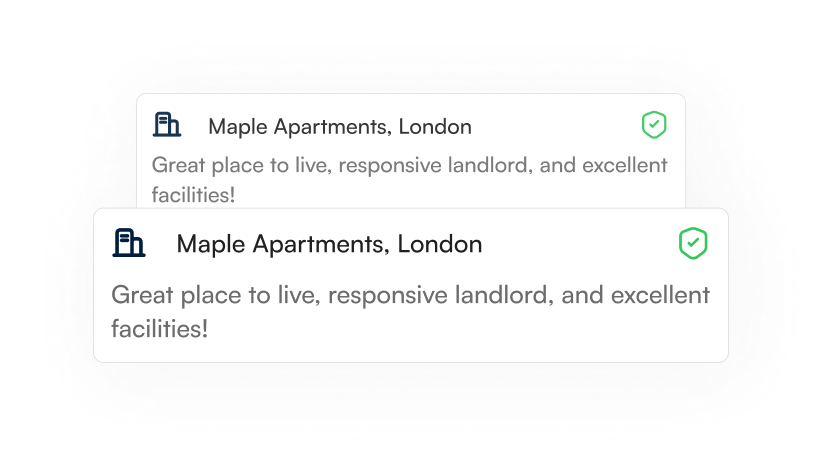 Maple Apartments, London
Great place to live, responsive landlord, and excellent
facilities!
Maple Apartments, London
Great place to live, responsive landlord, and excellent
facilities!